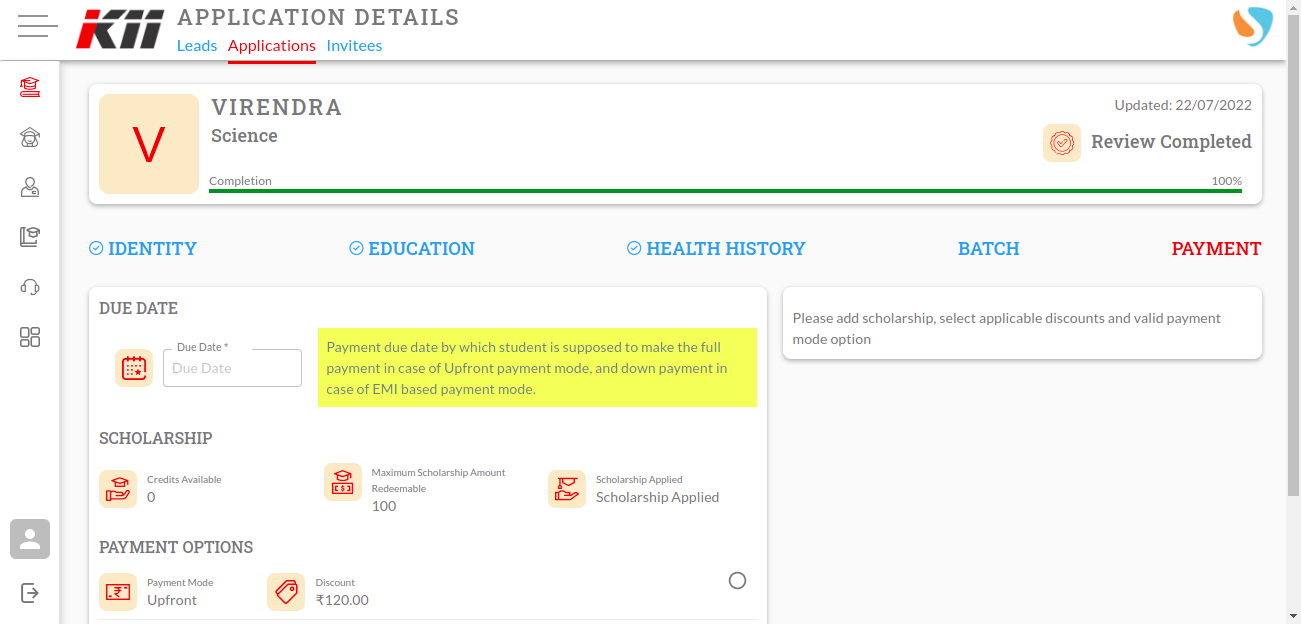 KII APPLICATION DETAILS
Leads Applications Invitees
V
VIRENDRA
Science
Updated: 22/07/2022
Review Completed
Completion 100%
IDENTITY EDUCATION HEALTH HISTORY BATCH PAYMENT
DUE DATE
Due Date *
Due Date
Payment due date by which student is supposed to make the full
payment in case of Upfront payment mode, and down payment in
case of EMI based payment mode.
SCHOLARSHIP
Credits Available
0
Maximum Scholarship Amount
Redeemable
100
Scholarship Applied
Scholarship Applied
PAYMENT OPTIONS
Payment Mode
Upfront
Discount
₹120.00
Please add scholarship, select applicable discounts and valid payment
mode option